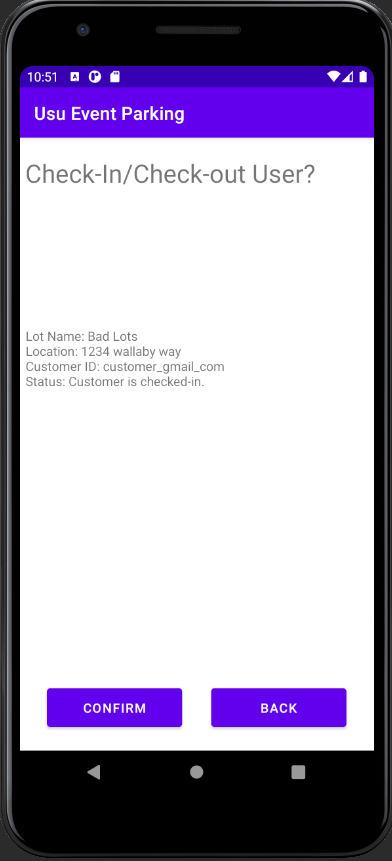 10:51
Usu Event Parking
Check-In/Check-out User?
Lot Name: Bad Lots
Location: 1234 wallaby way
Customer ID: customer_gmail_com
Status: Customer is checked-in.
CONFIRM
BACK